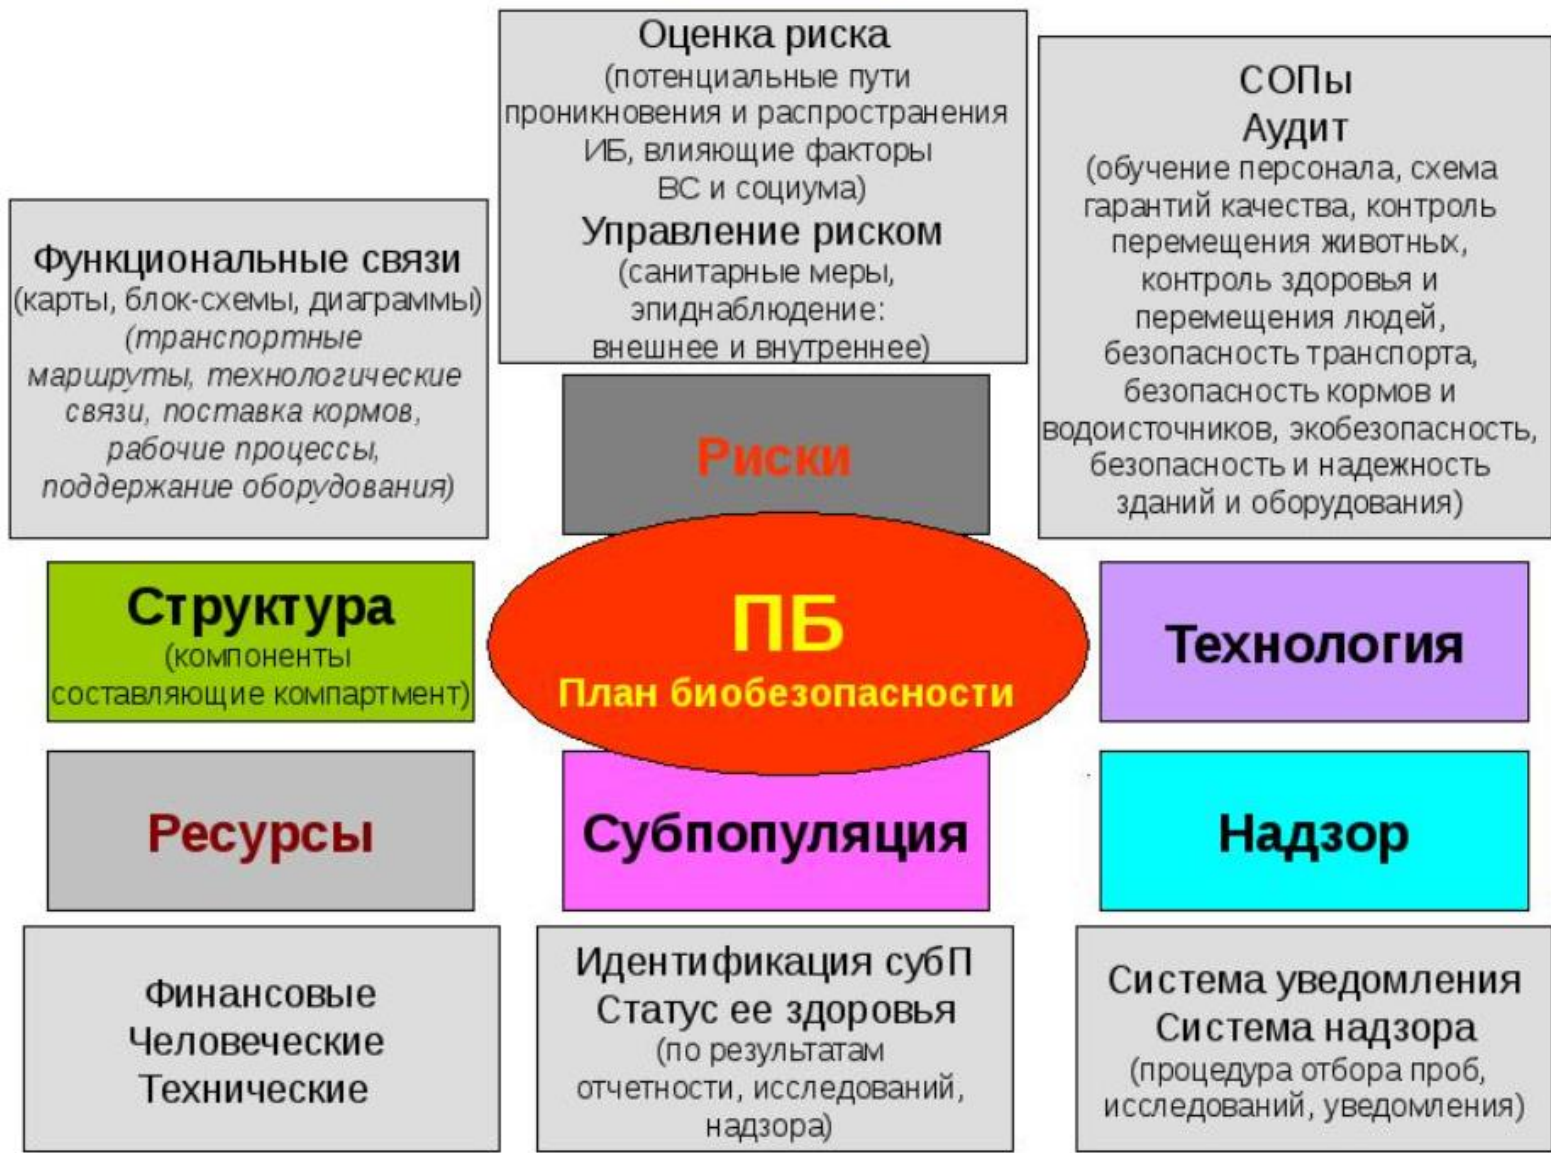 Оценка риска
(потенциальные пути
проникновения и распространения
ИБ, влияющие факторы
ВС и социума)
Управление риском
(санитарные меры,
эпиднаблюдение:
внешнее и внутреннее)
СОПы
Аудит
(обучение персонала, схема
гарантий качества, контроль
перемещения животных,
контроль здоровья и
перемещения людей,
безопасность транспорта,
безопасность кормов и
водоисточников, экобезопасность,
безопасность и надежность
зданий и оборудования)
Функциональные связи
(карты, блок-схемы, диаграммы)
(транспортные
маршруты, технологические
связи, поставка кормов,
рабочие процессы,
поддержание оборудования)
Риски
Структура
(компоненты
составляющие компартмент)
ПБ
План биобезопасности
Технология
Ресурсы
Субпопуляция
Надзор
Финансовые
Человеческие
Технические
Идентификация субП
Статус ее здоровья
(по результатам
отчетности, исследований,
надзора)
Система уведомления
Система надзора
(процедура отбора проб,
исследований, уведомления)